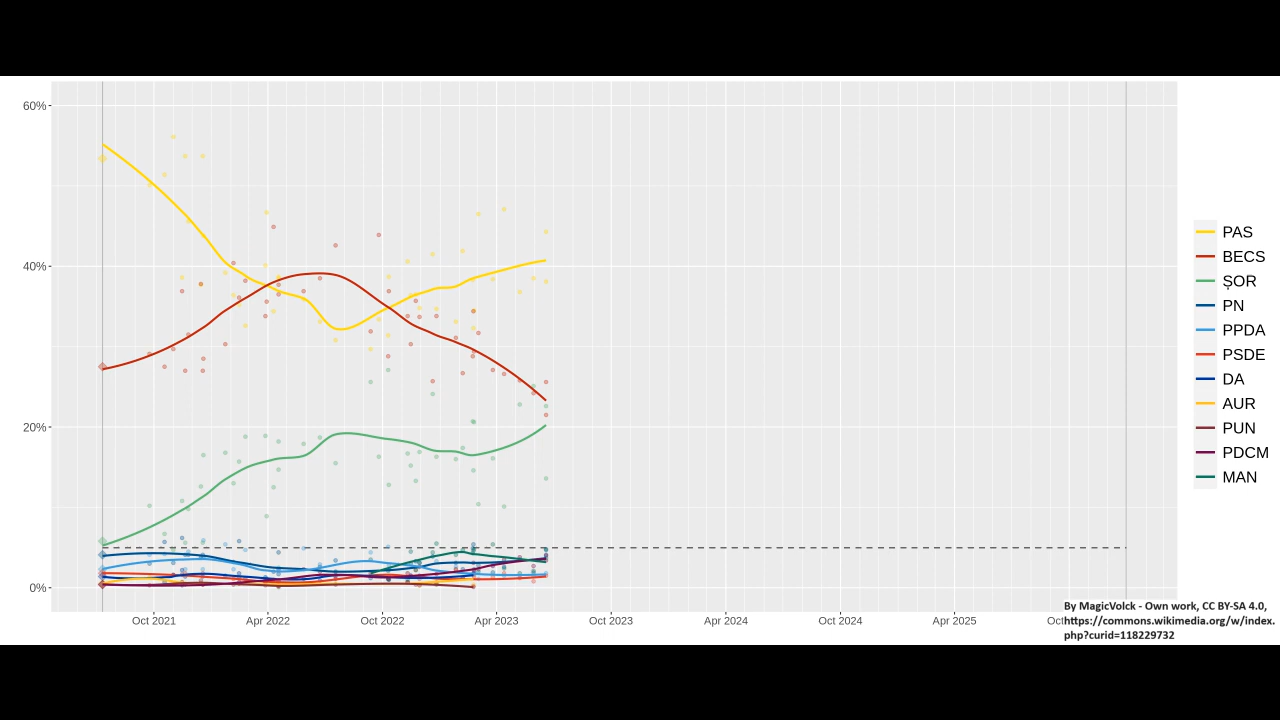 60%
40%
20%
0%
Oct 2021
Apr 2022
Oct 2022
Apr 2023
Oct 2023
Apr 2024
Oct 2024
Apr 2025
Oct
PAS
BECS
ȘOR
PN
PPDA
PSDE
DA
AUR
PUN
PDCM
MAN
By MagicVolck - Own work, CC BY-SA 4.0,
https://commons.wikimedia.org/w/index.
php?curid=118229732